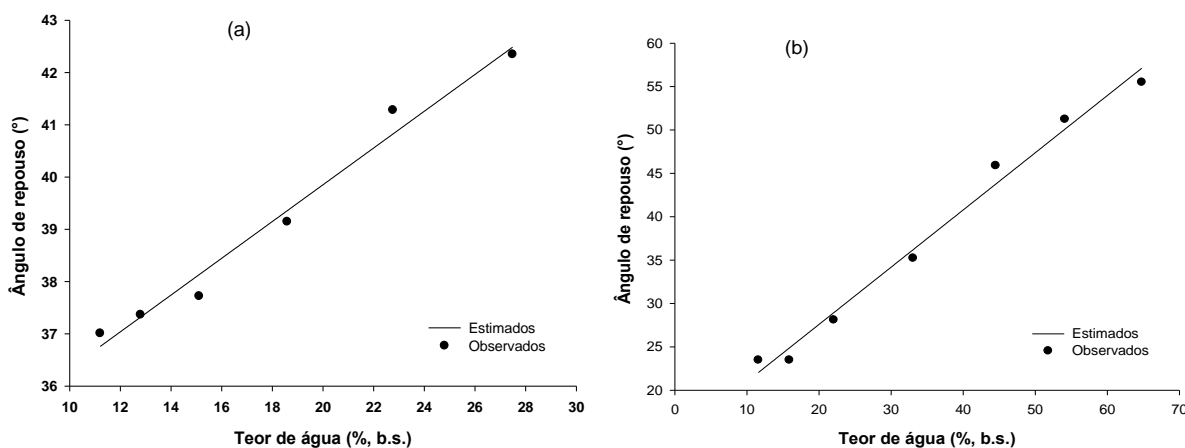 (a)
43
42
41
40
39
38
37
36
Ângulo de repouso (°)
10 12 14 16 18 20 22 24 26 28 30
Teor de água (%, b.s.)
Estimados
Observados
(b)
60
55
50
45
40
35
30
25
20
Ângulo de repouso (°)
0 10 20 30 40 50 60 70
Teor de água (%, b.s.)
Estimados
Observados